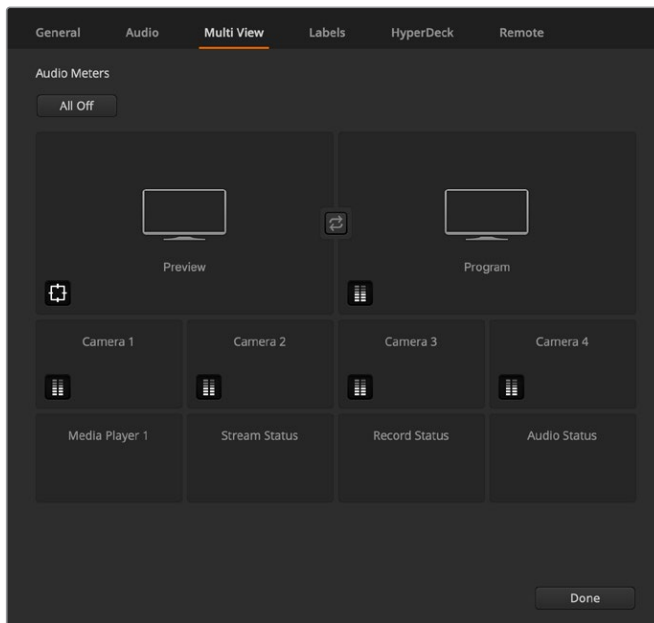 General Audio Multi View Labels HyperDeck Remote
Audio Meters
All Off
Preview Program
Camera 1 Camera 2 Camera 3 Camera 4
Media Player 1 Stream Status Record Status Audio Status
Done